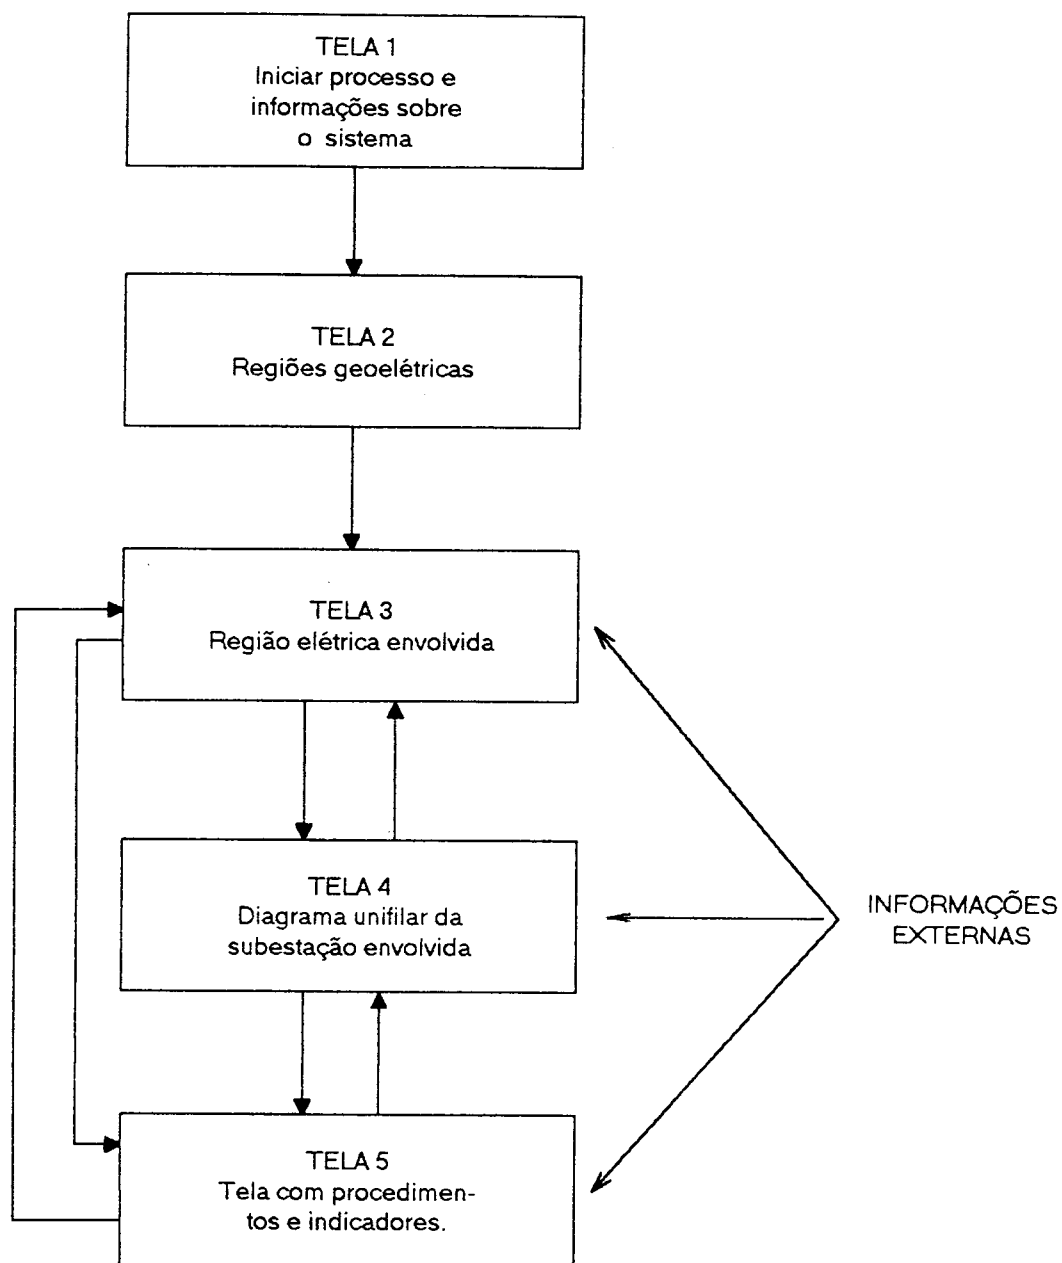 TELA 1
Iniciar processo e
informações sobre
o sistema
TELA 2
Regiões geoelétricas
TELA 3
Região elétrica envolvida
TELA 4
Diagrama unifilar da
subestação envolvida
INFORMAÇÕES
EXTERNAS
TELA 5
Tela com procedimen-
tos e indicadores.